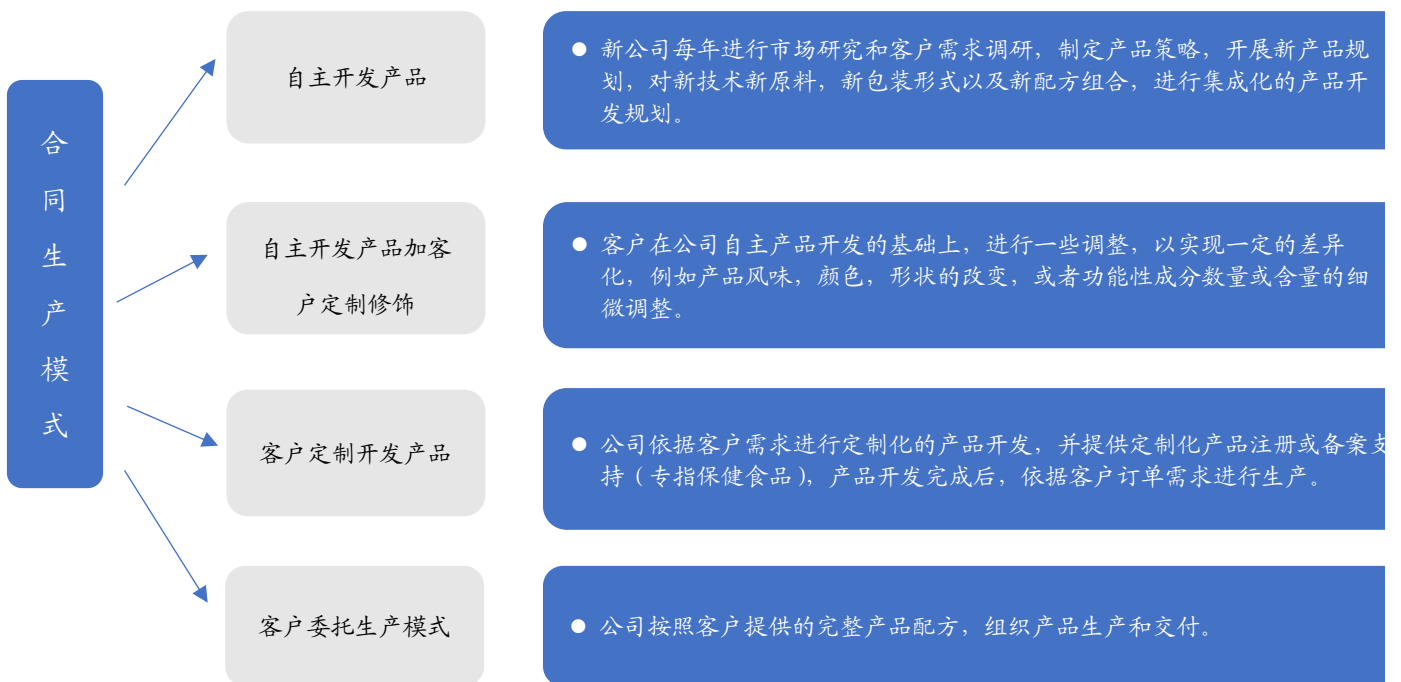 合同生产模式
自主开发产品
● 新公司每年进行市场研究和客户需求调研，制定产品策略，开展新产品规
划，对新技术新原料，新包装形式以及新配方组合，进行集成化的产品开
发规划。
自主开发产品加客
户定制修饰
● 客户在公司自主产品开发的基础上，进行一些调整，以实现一定的差异
化，例如产品风味，颜色，形状的改变，或者功能性成分数量或含量的细
微调整。
客户定制开发产品
● 公司依据客户需求进行定制化的产品开发，并提供定制化产品注册或备案支
持（专指保健食品），产品开发完成后，依据客户订单需求进行生产。
客户委托生产模式
● 公司按照客户提供的完整产品配方，组织产品生产和交付。